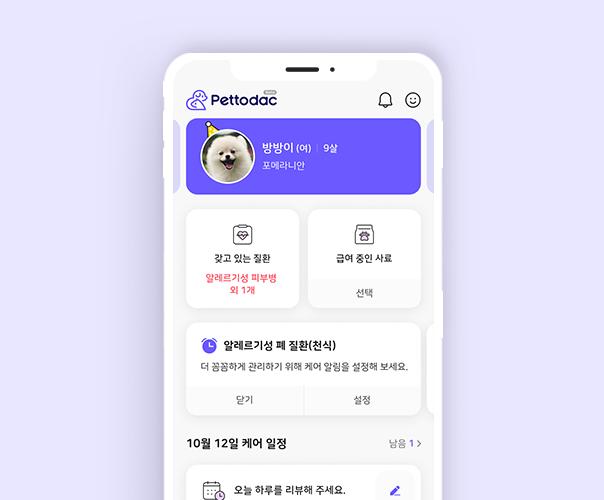 Pettodac
방방이 (여) | 9살
포메라니안
갖고 있는 질환
알레르기성 피부병
외 1개
급여 중인 사료
선택
알레르기성 폐 질환(천식)
더 꼼꼼하게 관리하기 위해 케어 알림을 설정해 보세요.
닫기
설정
10월 12일 케어 일정
남음 1 >
오늘 하루를 리뷰해 주세요.